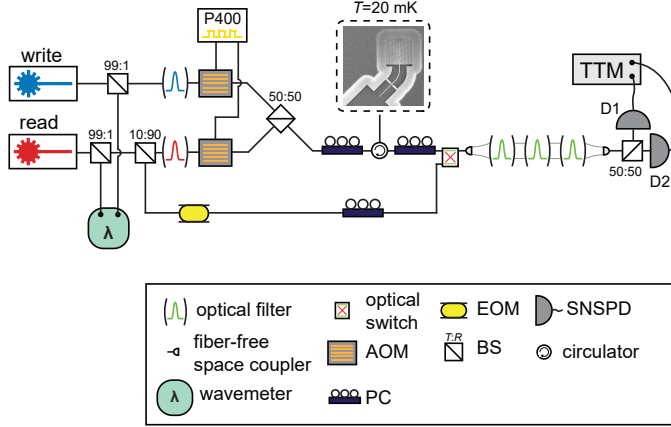 T=20 mK
P400
write
99:1
50:50
TTM
D1
read
99:1
10:90
D2
50:50
λ
optical filter
optical
switch
EOM
SNSPD
fiber-free
space coupler
AOM
T:R
BS
circulator
λ
wavemeter
PC